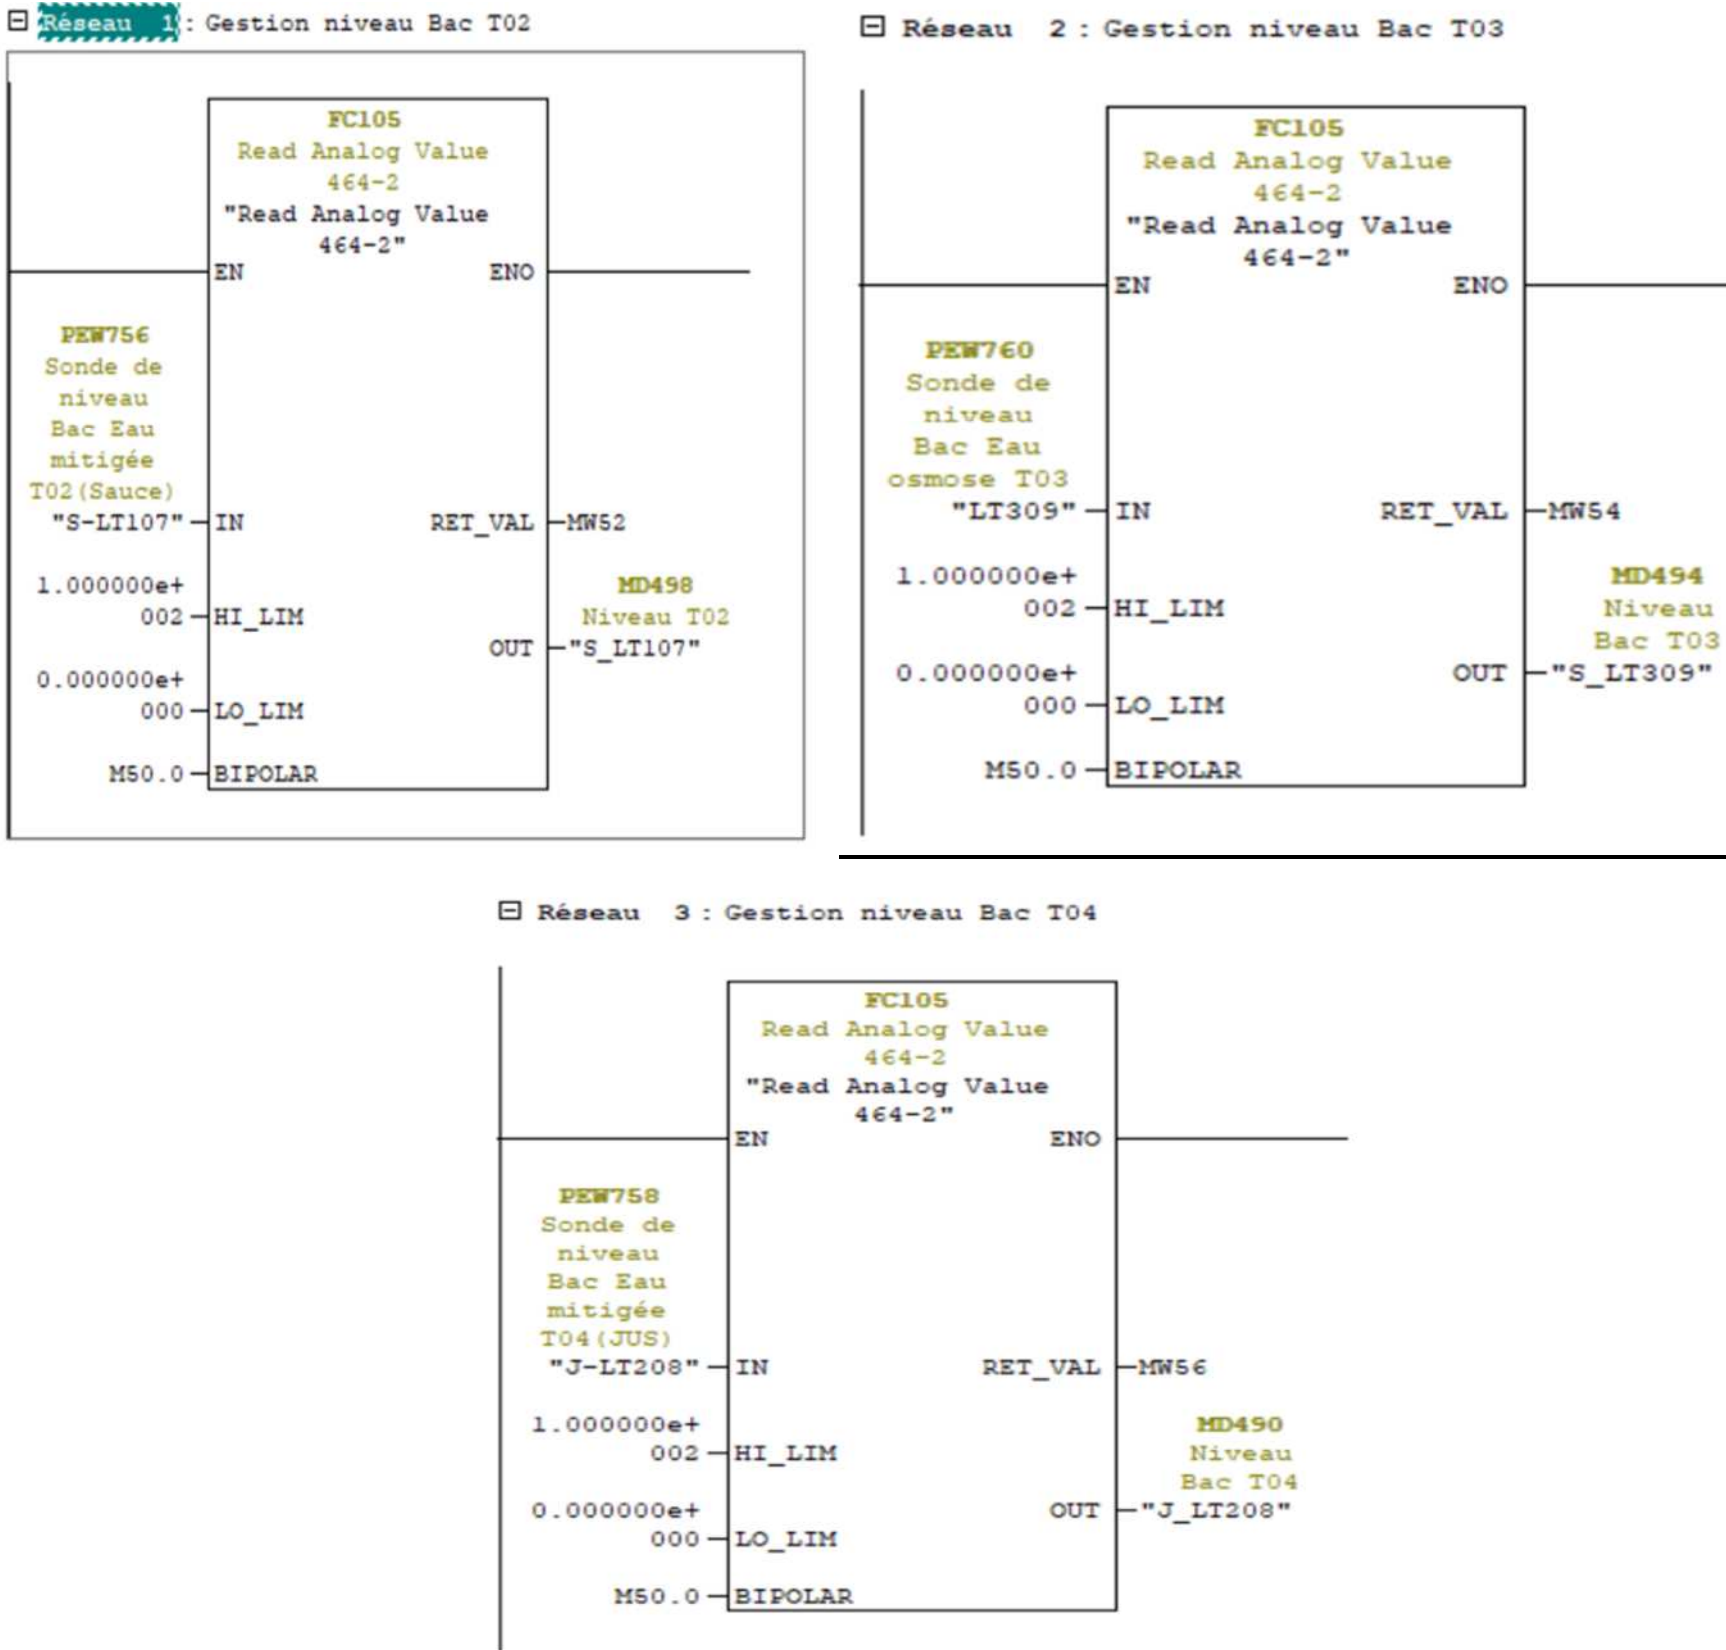 Réseau 1 : Gestion niveau Bac T02
FC105
Read Analog Value
464-2
"Read Analog Value
464-2"
EN ENO
PEW756
Sonde de
niveau
Bac Eau
mitigée
T02(Sauce)
"S-LT107" IN RET_VAL MW52
1.000000e+
002 HI_LIM
MD498
Niveau T02
OUT "S_LT107"
0.000000e+
000 LO_LIM
M50.0 BIPOLAR
Réseau 2 : Gestion niveau Bac T03
FC105
Read Analog Value
464-2
"Read Analog Value
464-2"
EN ENO
PEW760
Sonde de
niveau
Bac Eau
osmose T03
"LT309" IN RET_VAL MW54
1.000000e+
002 HI_LIM
MD494
Niveau
Bac T03
OUT "S_LT309"
0.000000e+
000 LO_LIM
M50.0 BIPOLAR
Réseau 3 : Gestion niveau Bac T04
FC105
Read Analog Value
464-2
"Read Analog Value
464-2"
EN ENO
PEW758
Sonde de
niveau
Bac Eau
mitigée
T04(JUS)
"J-LT208" IN RET_VAL MW56
1.000000e+
002 HI_LIM
MD490
Niveau
Bac T04
OUT "J_LT208"
0.000000e+
000 LO_LIM
M50.0 BIPOLAR